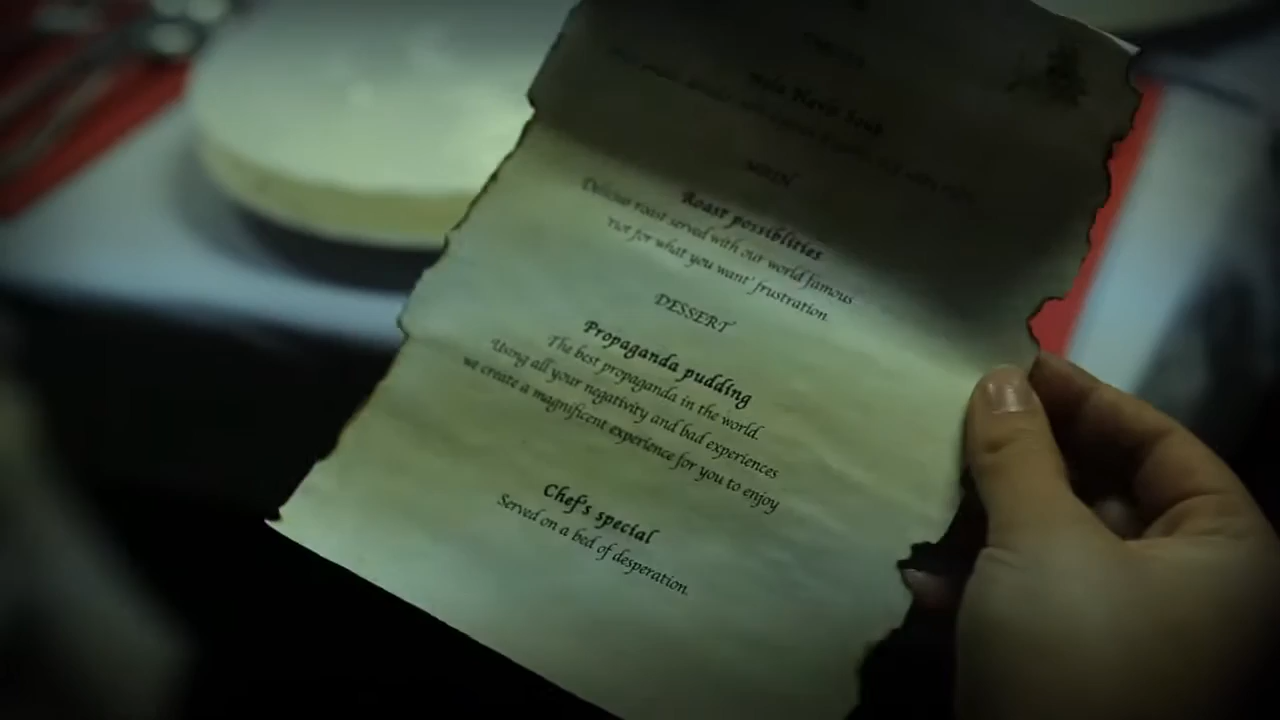 MAIN
Roast possiblities
Delicious roast served with our world famous
'not for what you want' frustration.
DESSERT
Propaganda pudding
The best propaganda in the world.
Using all your negativity and bad experiences
we create a magnificent experience for you to enjoy
Chef's special
Served on a bed of desperation.